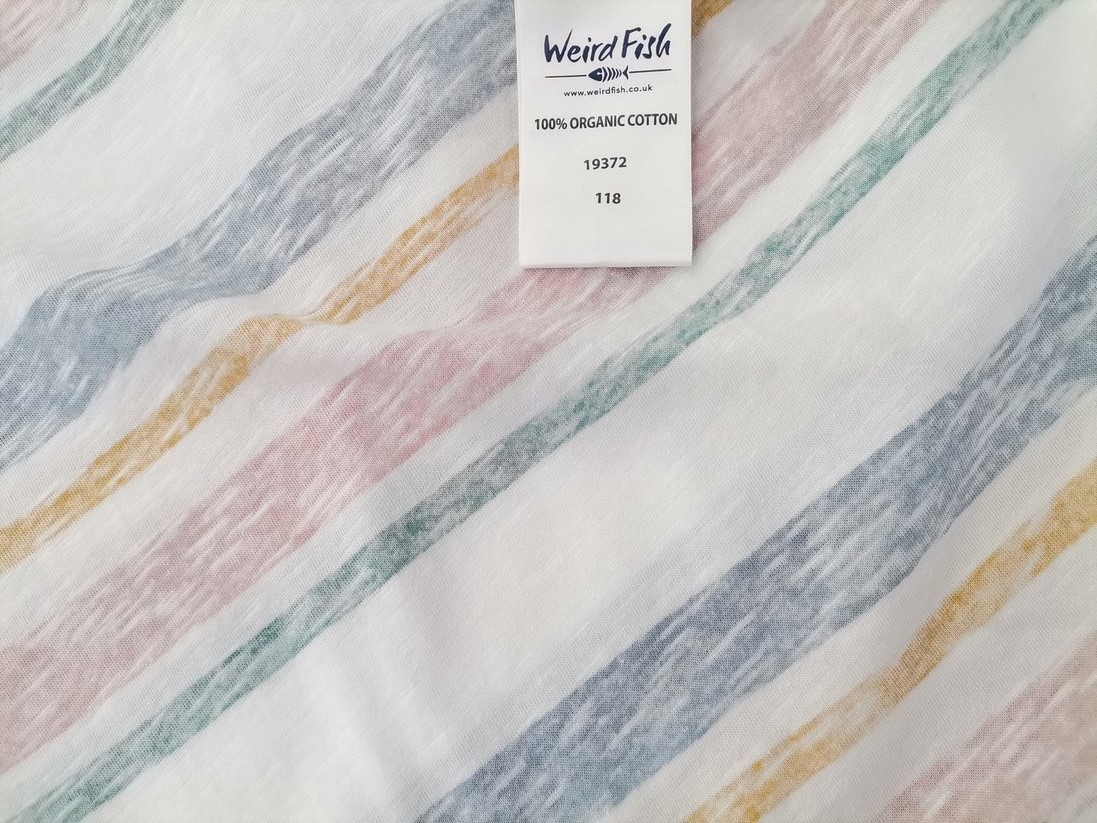 Weird Fish
www.weirdfish.co.uk
100% ORGANIC COTTON
19372
118